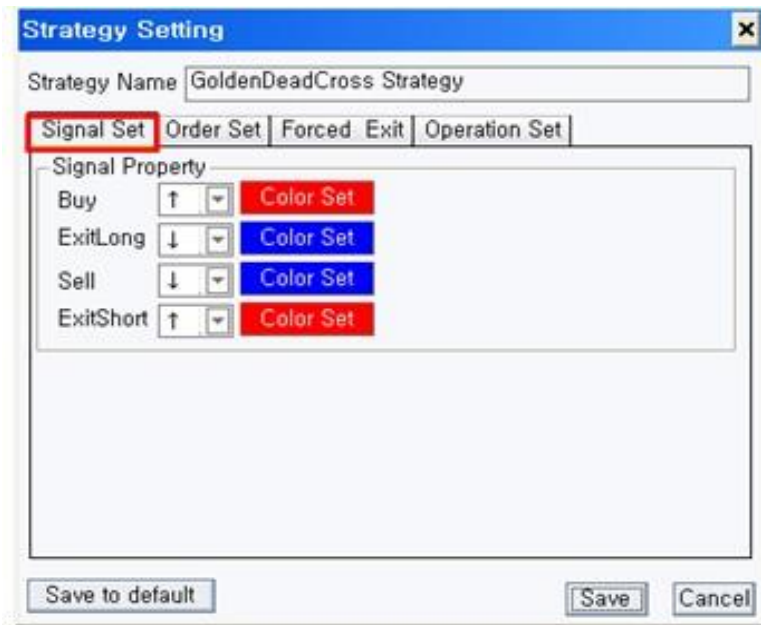 Strategy Setting
Strategy Name GoldenDeadCross Strategy
Signal Set Order Set Forced Exit Operation Set
Signal Property
Buy ↑ Color Set
ExitLong ↓ Color Set
Sell ↓ Color Set
ExitShort ↑ Color Set
Save to default Save Cancel